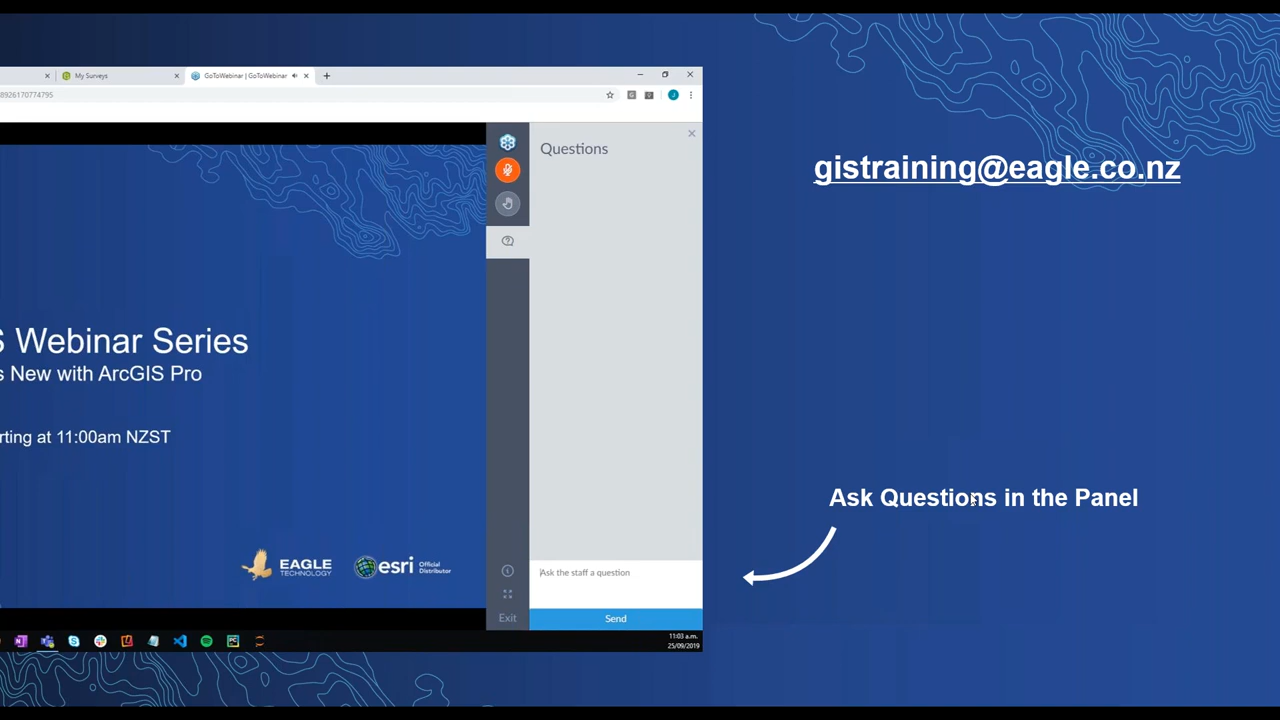 My Surveys
GoToWebinar | GoToWebinar
8926170774795
Questions
gistraining@eagle.co.nz
S Webinar Series
s New with ArcGIS Pro
rting at 11:00am NZST
Ask Questions in the Panel
EAGLE
TECHNOLOGY
esri Official
Distributor
Ask the staff a question
Exit
Send
11:03 a.m.
25/09/2019